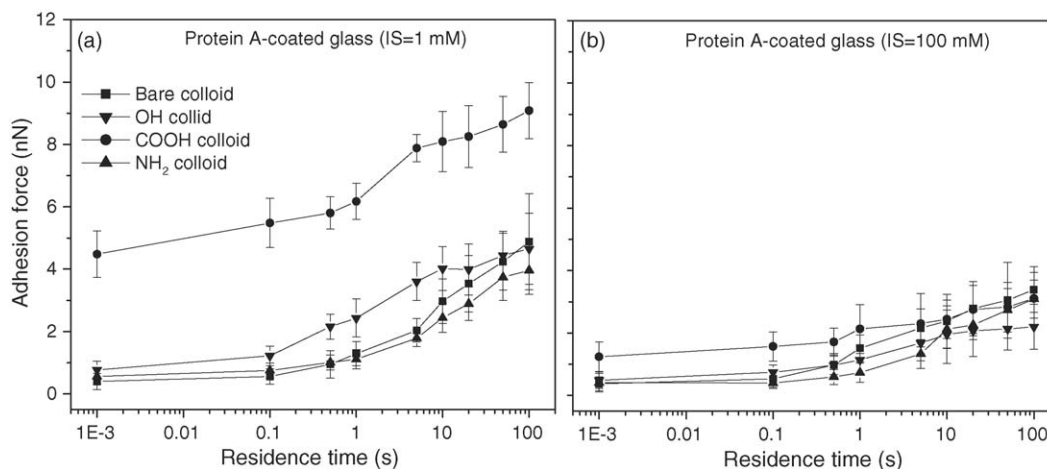 (a) Protein A-coated glass (IS=1 mM)
Bare colloid
OH collid
COOH colloid
NH₂ colloid
Adhesion force (nN)
12
10
8
6
4
2
0
1E-3 0.01 0.1 1 10 100
Residence time (s)
(b) Protein A-coated glass (IS=100 mM)
1E-3 0.01 0.1 1 10 100
Residence time (s)